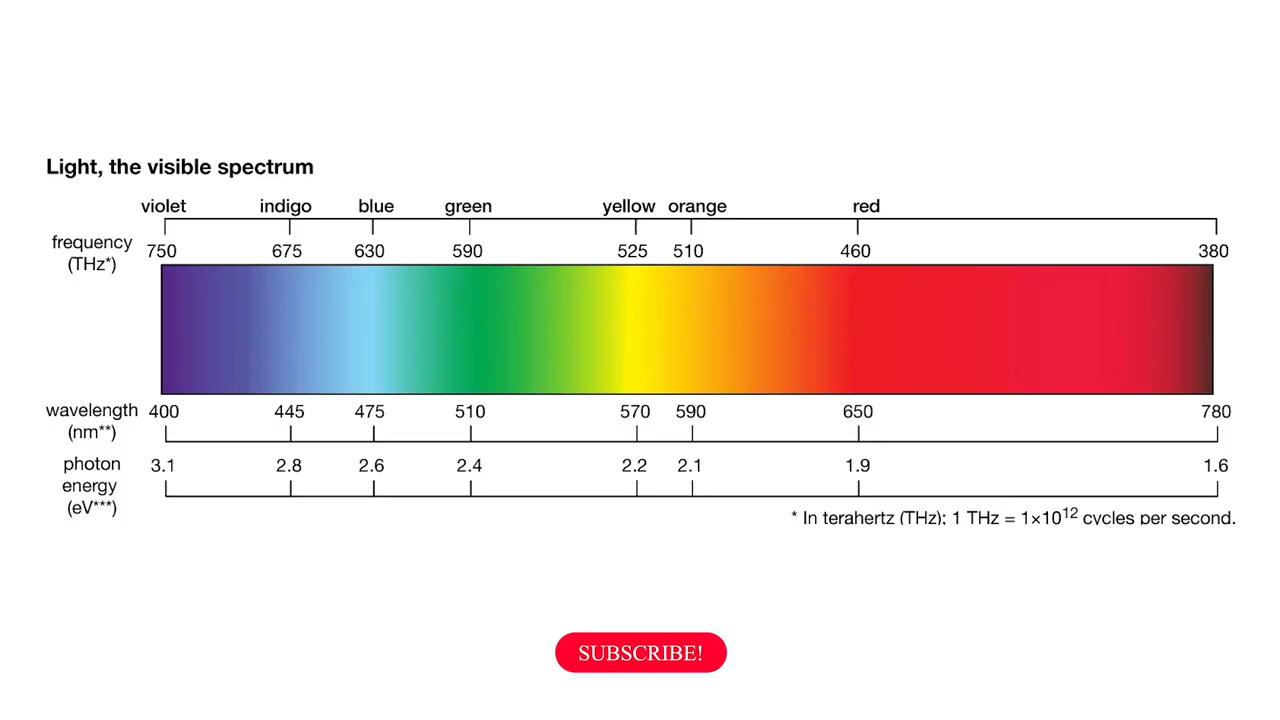 Light, the visible spectrum
violet indigo blue green yellow orange red
frequency
(THz*)
750 675 630 590 525 510 460 380
wavelength
(nm**)
400 445 475 510 570 590 650 780
photon
energy
(eV***)
3.1 2.8 2.6 2.4 2.2 2.1 1.9 1.6
* In terahertz (THz); 1 THz = 1×10¹² cycles per second.
SUBSCRIBE!